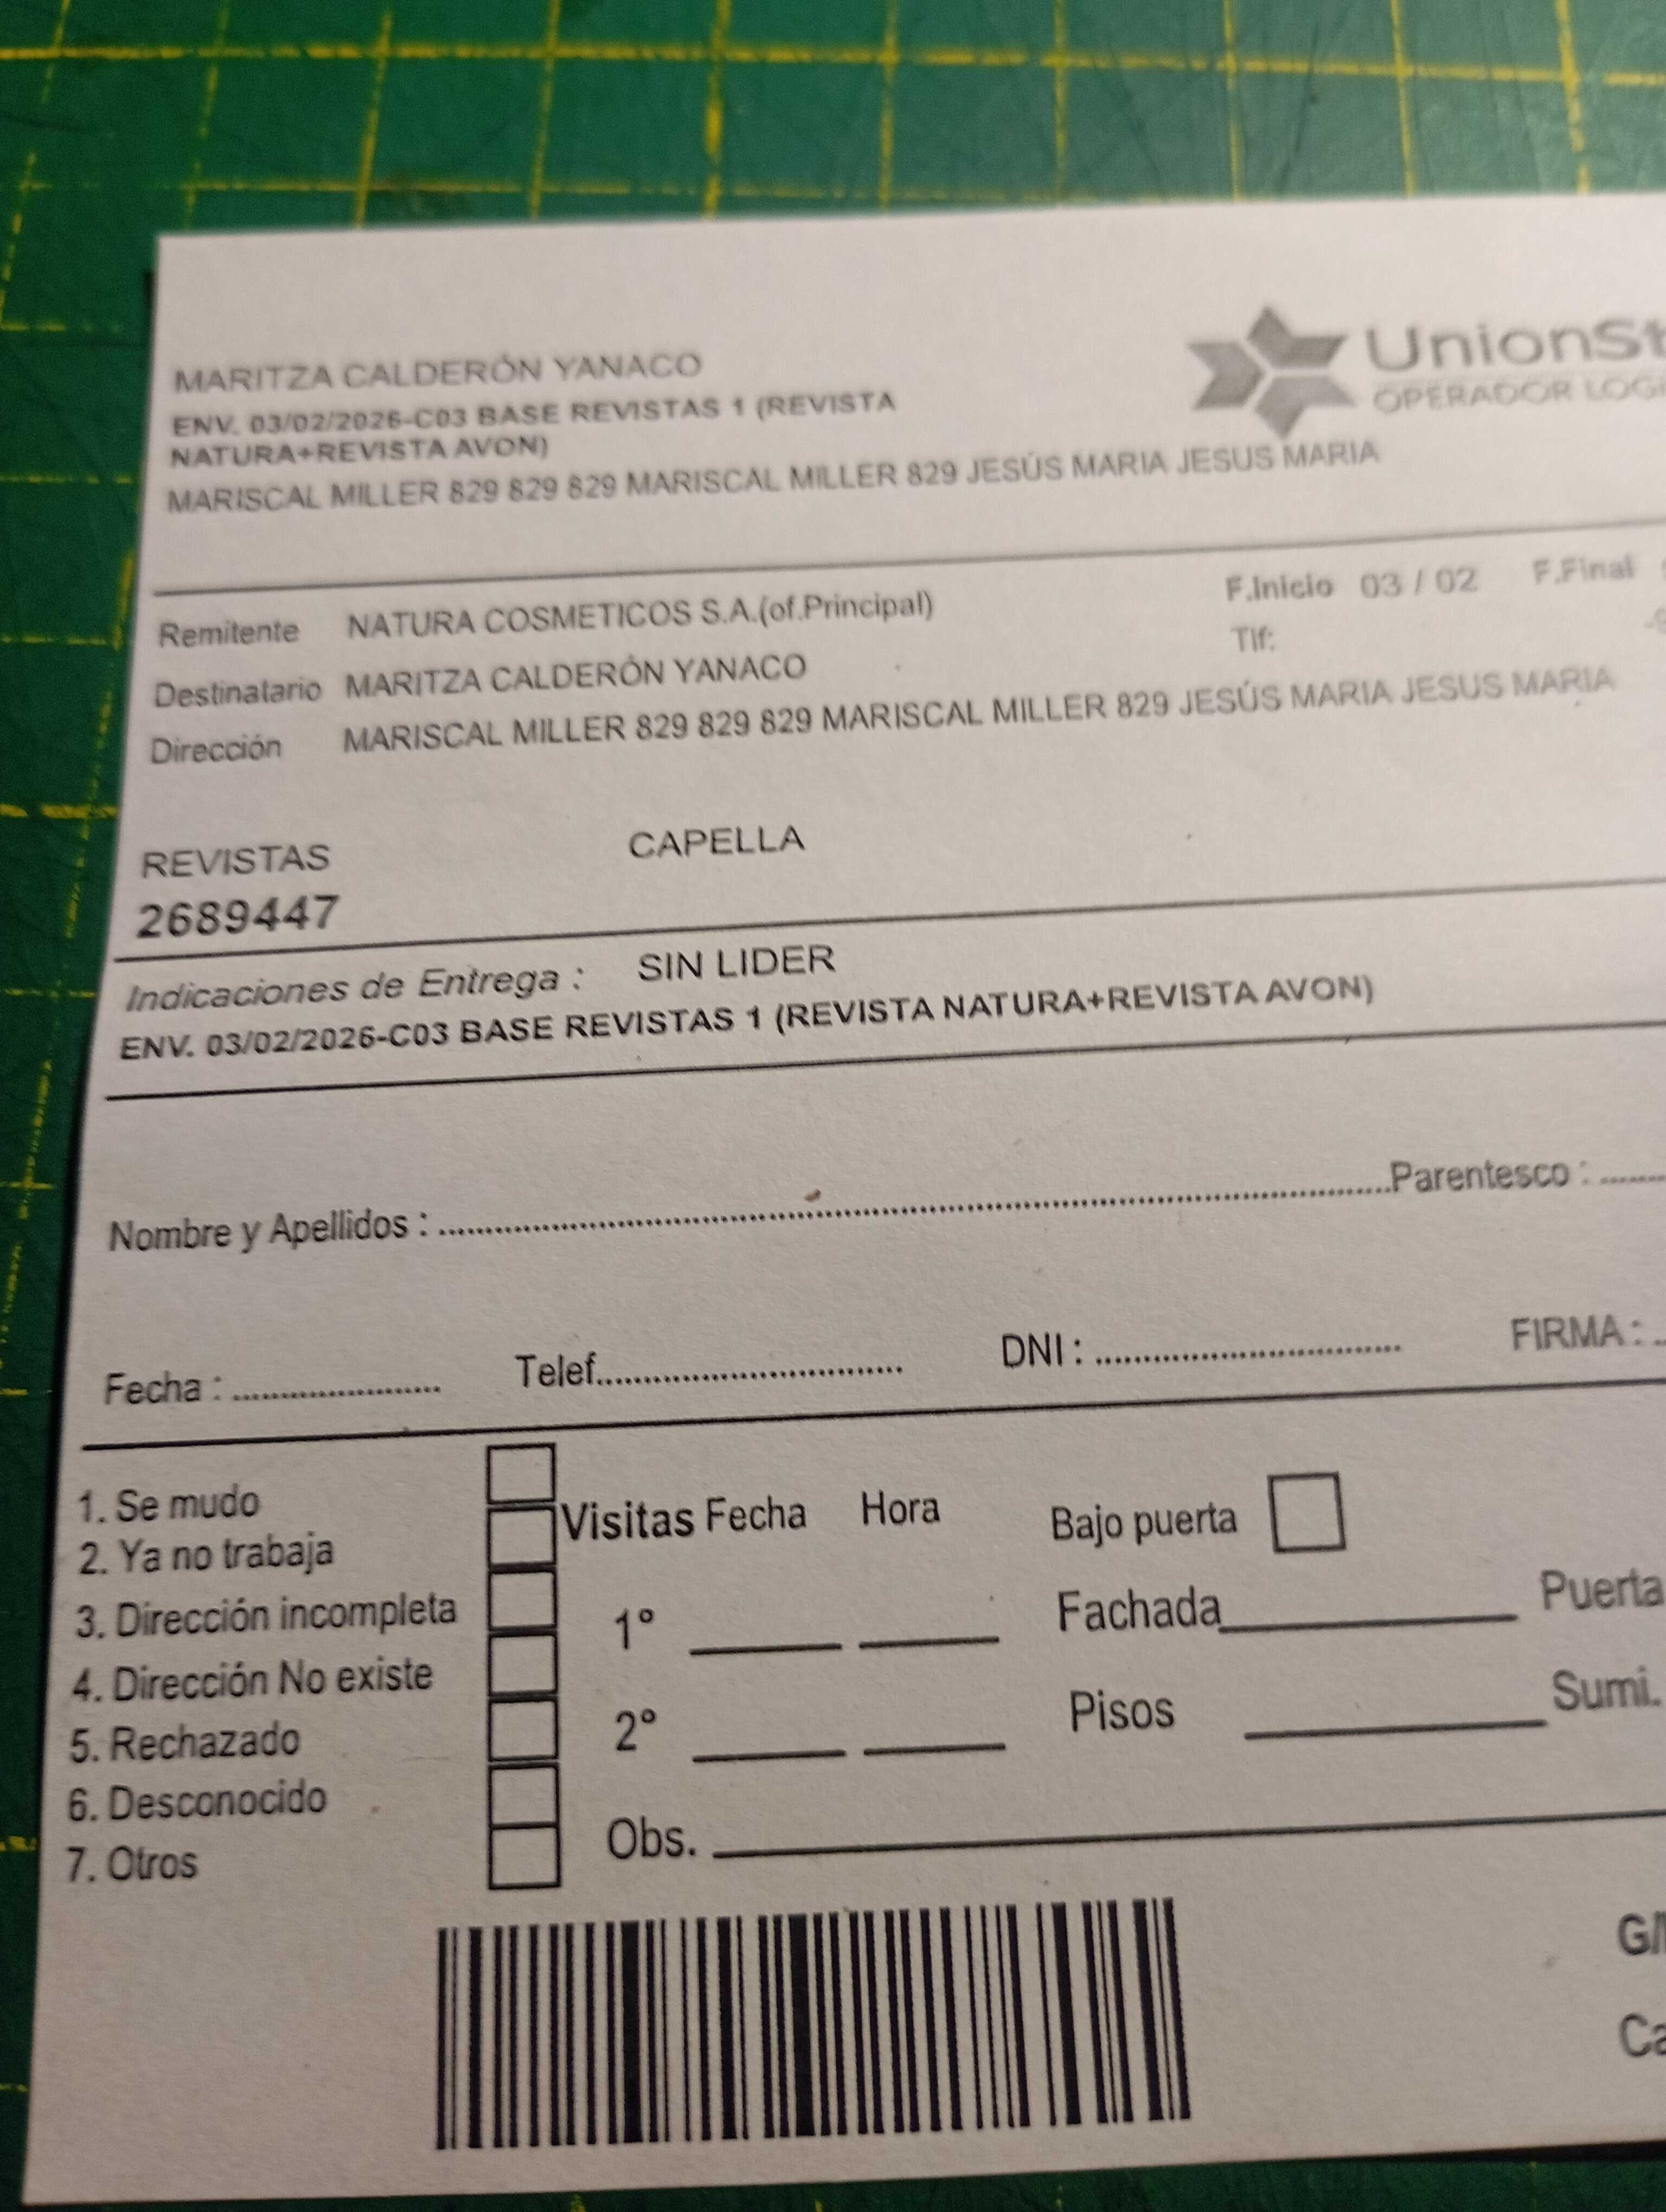 MARITZA CALDERÓN YANACO
ENV. 03/02/2026-C03 BASE REVISTAS 1 (REVISTA
NATURA+REVISTA AVON)
MARISCAL MILLER 829 829 829 MARISCAL MILLER 829 JESÚS MARIA JESUS MARIA
UnionSt
OPERADOR LOGI
Remitente NATURA COSMETICOS S.A.(of.Principal) F.Inicio 03 / 02 F.Final
Tlf:
Destinatario MARITZA CALDERÓN YANACO
Dirección MARISCAL MILLER 829 829 829 MARISCAL MILLER 829 JESÚS MARIA JESUS MARIA
REVISTAS CAPELLA
2689447
Indicaciones de Entrega : SIN LIDER
ENV. 03/02/2026-C03 BASE REVISTAS 1 (REVISTA NATURA+REVISTA AVON)
Nombre y Apellidos : Parentesco :
Fecha : Telef. DNI : FIRMA :
1. Se mudo
2. Ya no trabaja
3. Dirección incompleta
4. Dirección No existe
5. Rechazado
6. Desconocido
7. Otros
Visitas Fecha Hora
1°
2°
Obs.
Bajo puerta
Fachada Puerta
Pisos Sumi.
G/
Ca